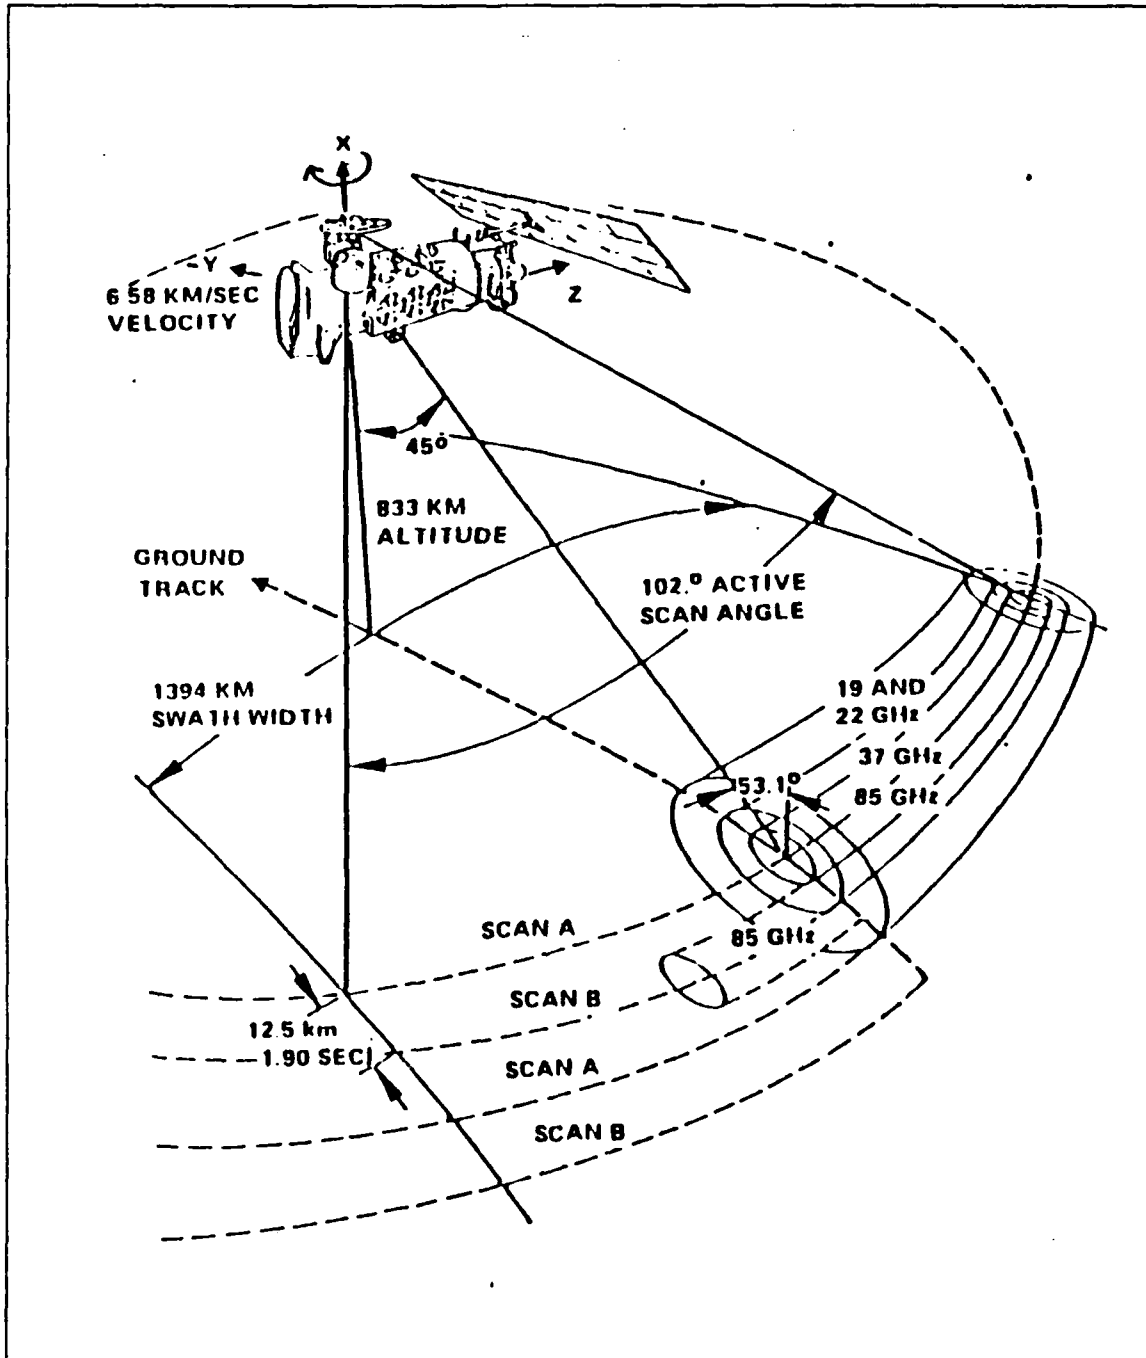 X
-Y
6 58 KM/SEC
VELOCITY
Z
45°
833 KM
ALTITUDE
GROUND
TRACK
102.° ACTIVE
SCAN ANGLE
1394 KM
SWATH WIDTH
19 AND
22 GHz
37 GHz
53.1°
85 GHz
SCAN A
85 GHz
SCAN B
12.5 km
1.90 SEC)
SCAN A
SCAN B